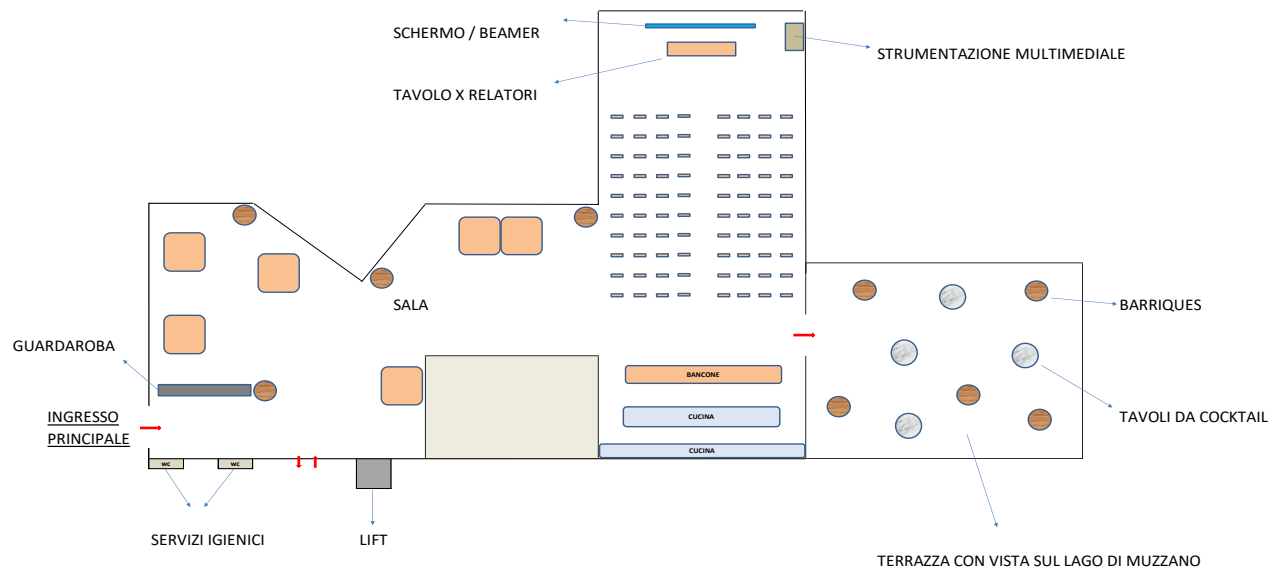 SCHERMO / BEAMER
STRUMENTAZIONE MULTIMEDIALE
TAVOLO X RELATORI
SALA
BARRIQUES
GUARDAROBA
BANCONE
INGRESSO
PRINCIPALE
CUCINA
TAVOLI DA COCKTAIL
CUCINA
WC
WC
SERVIZI IGIENICI
LIFT
TERRAZZA CON VISTA SUL LAGO DI MUZZANO